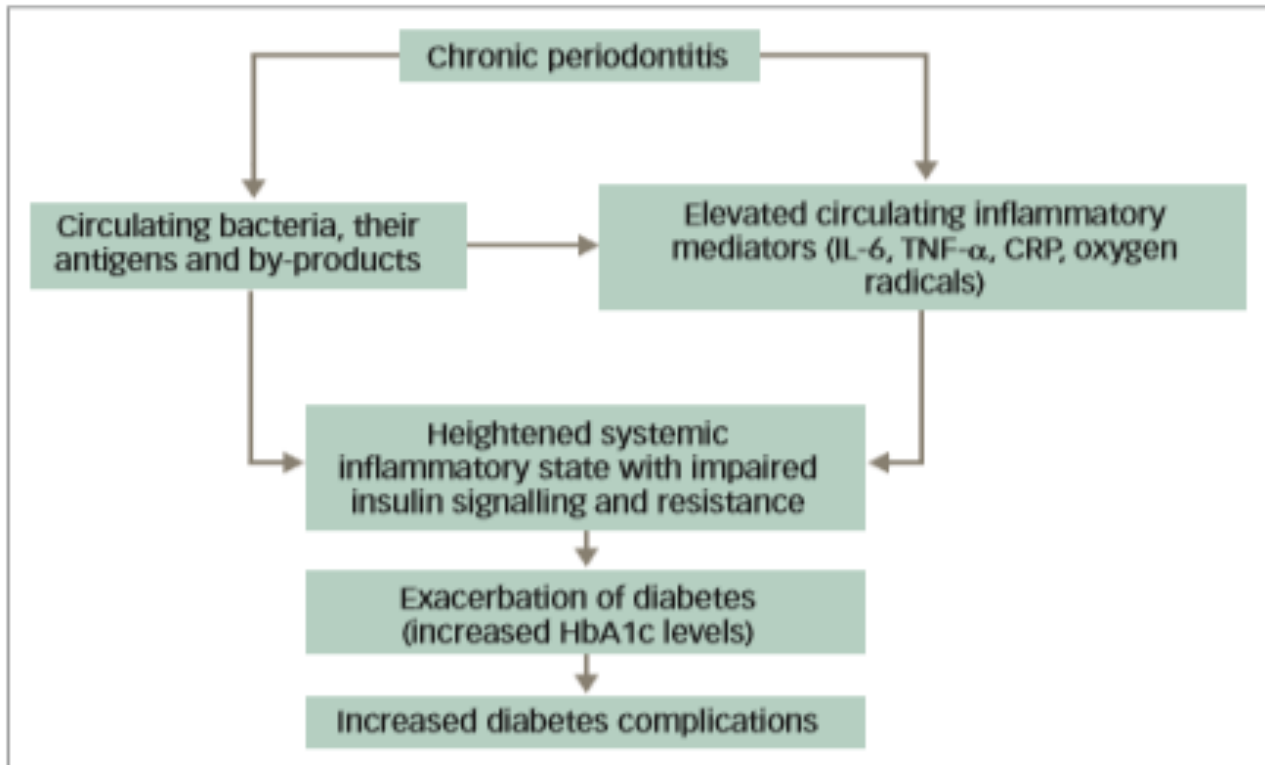 Chronic periodontitis
Circulating bacteria, their
antigens and by-products
Elevated circulating inflammatory
mediators (IL-6, TNF-α, CRP, oxygen
radicals)
Heightened systemic
inflammatory state with impaired
insulin signalling and resistance
Exacerbation of diabetes
(increased HbA1c levels)
Increased diabetes complications